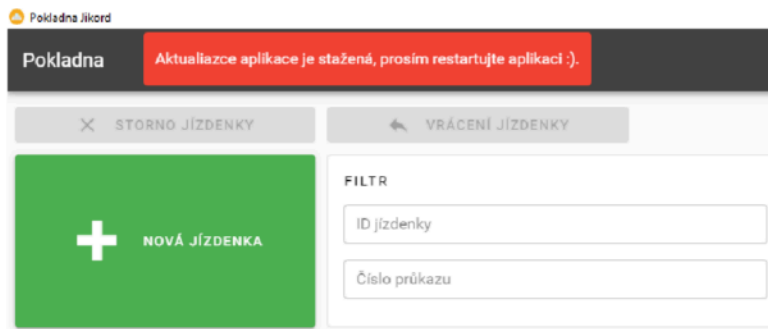 Pokladna Jikord
Pokladna
Aktualiazce aplikace je stažená, prosím restartujte aplikaci :).
STORNO JÍZDENKY
VRÁCENÍ JÍZDENKY
NOVÁ JÍZDENKA
FILTR
ID jízdenky
Číslo průkazu